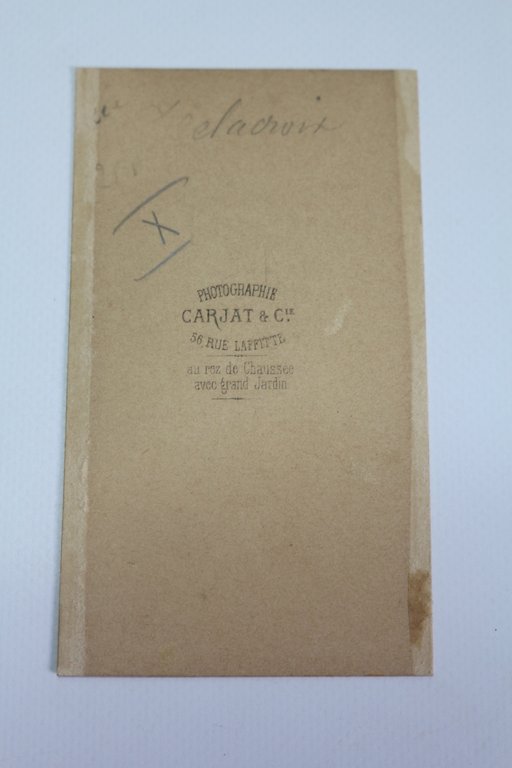 Delacroix
X
PHOTOGRAPHIE
CARJAT & CIE
56, RUE LAFFITTE
au rez de Chaussée
avec grand Jardin